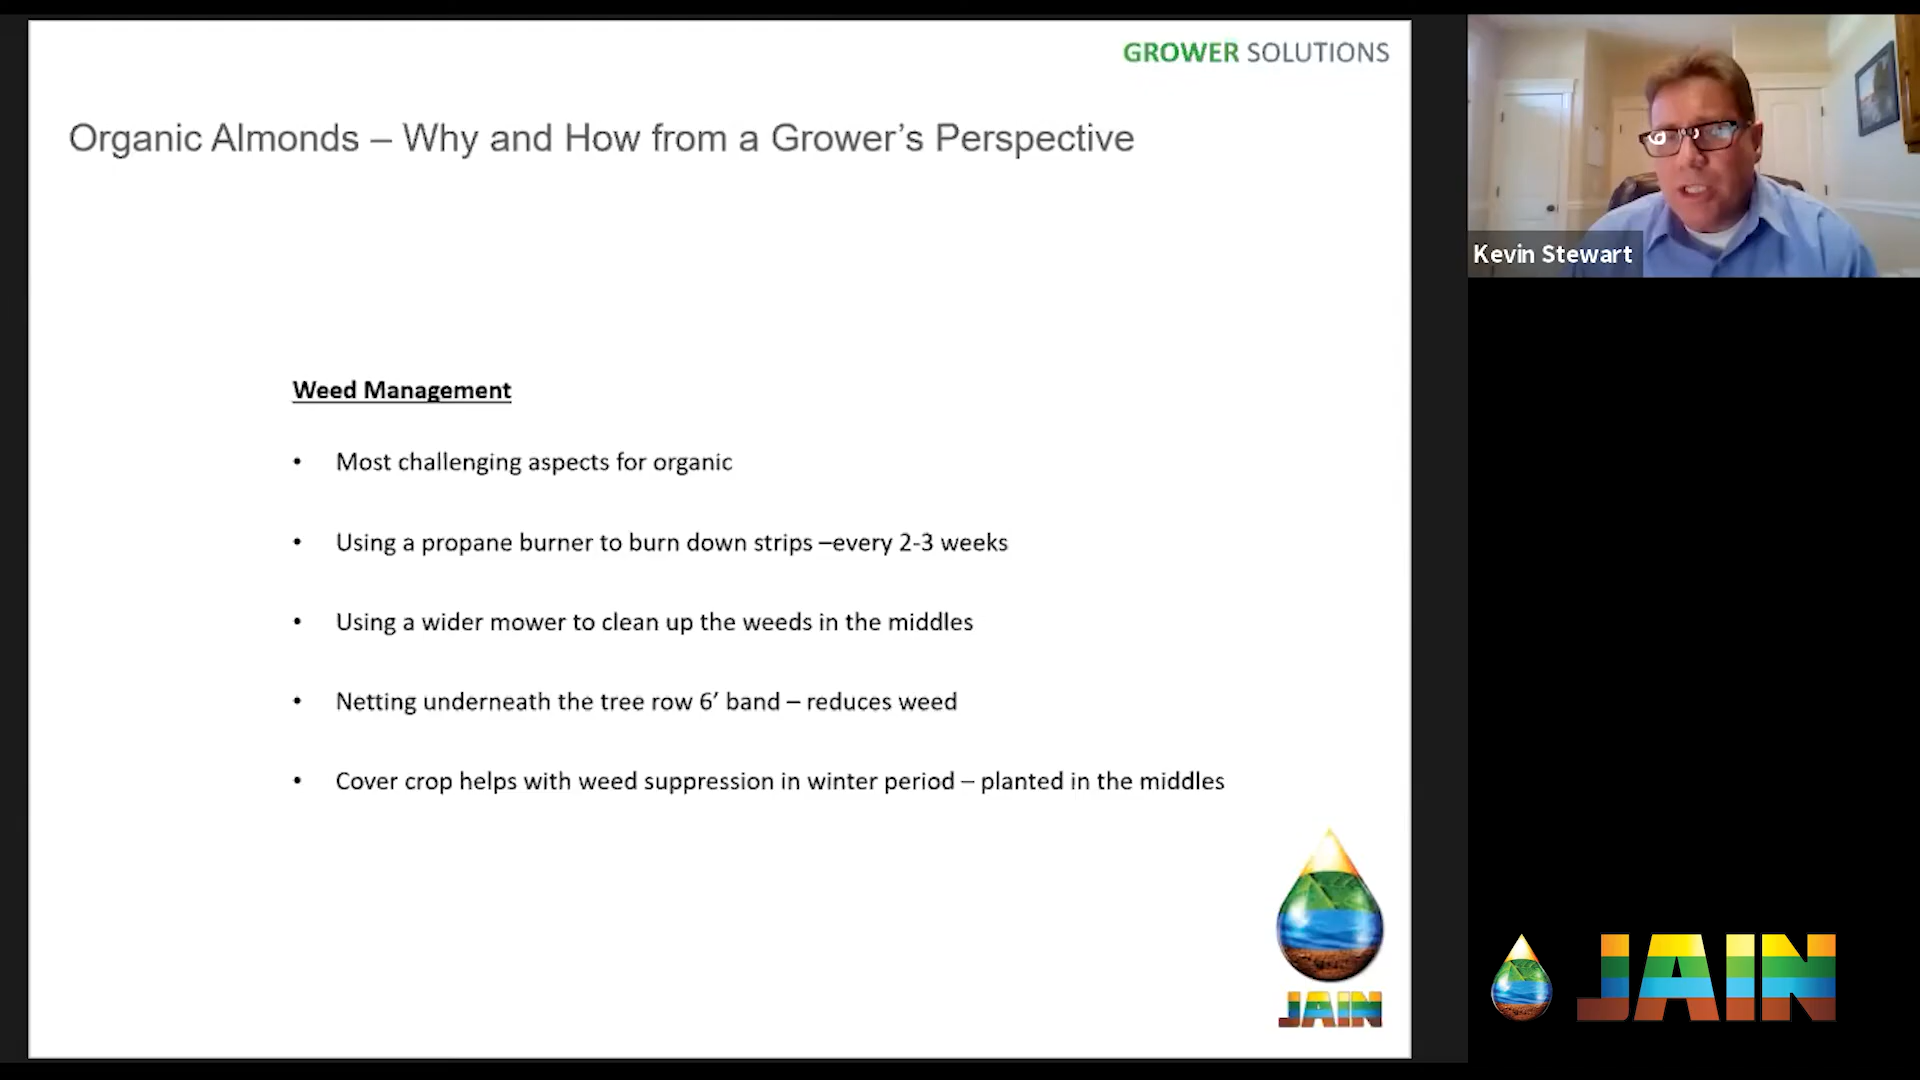 GROWER SOLUTIONS
Organic Almonds – Why and How from a Grower’s Perspective
Weed Management
• Most challenging aspects for organic
• Using a propane burner to burn down strips –every 2-3 weeks
• Using a wider mower to clean up the weeds in the middles
• Netting underneath the tree row 6’ band – reduces weed
• Cover crop helps with weed suppression in winter period – planted in the middles
JAIN
Kevin Stewart
JAIN